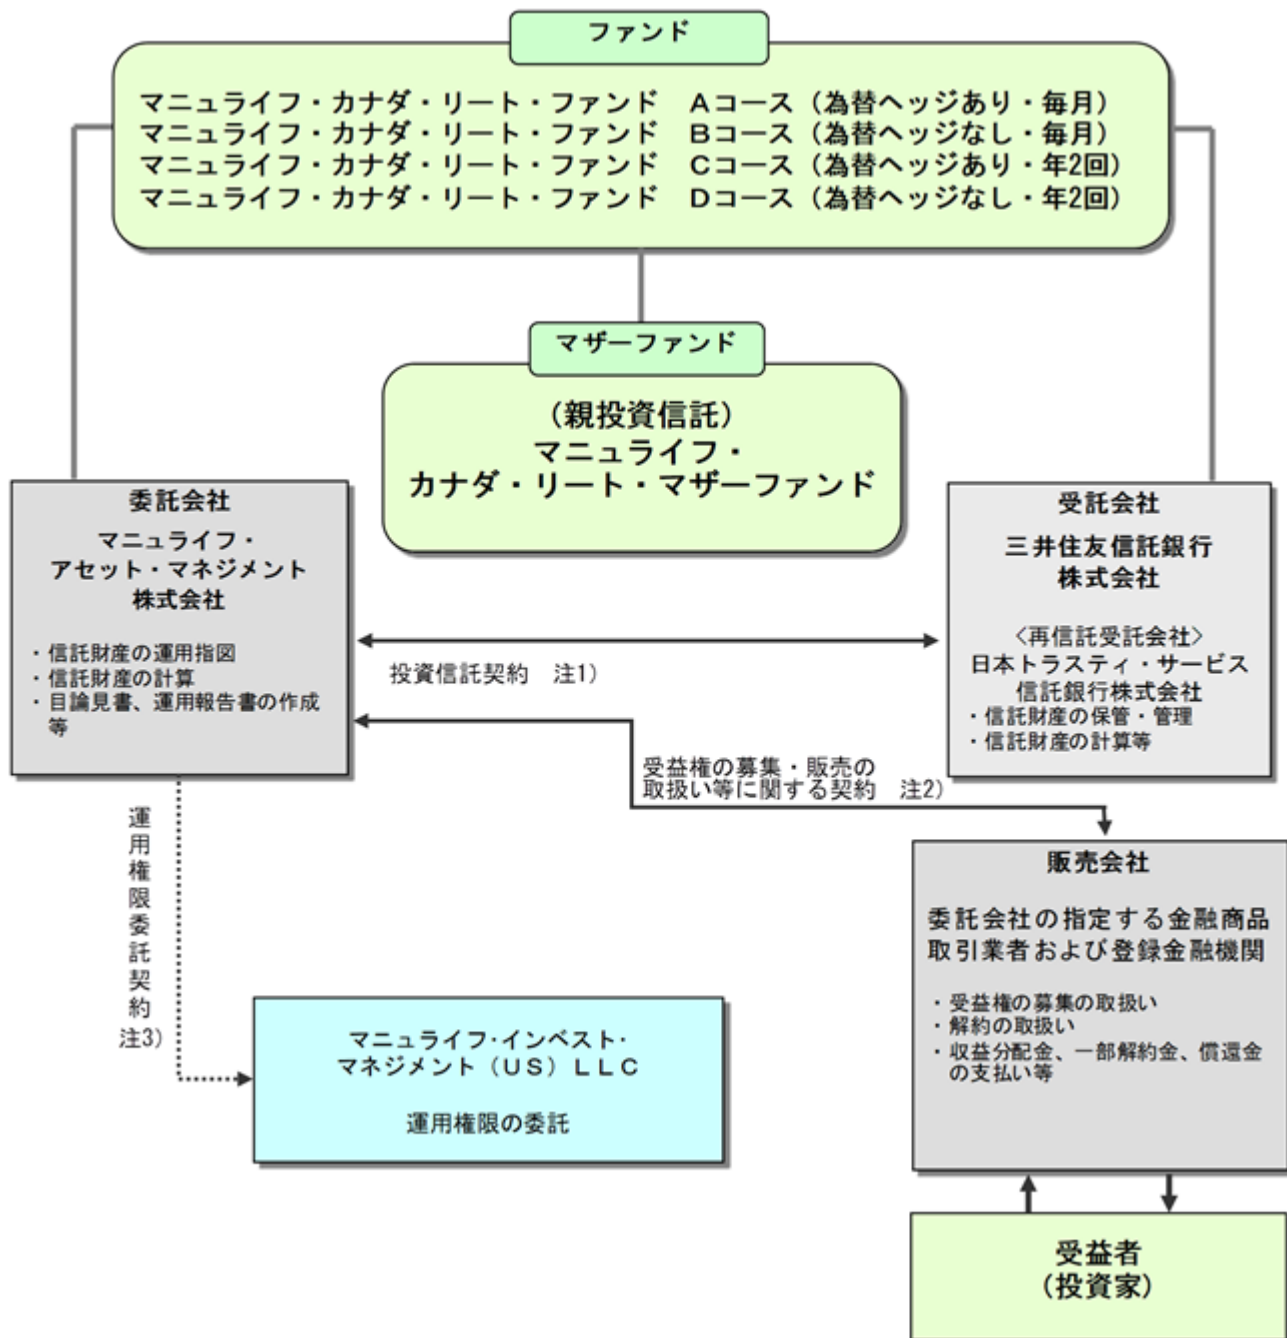 ファンド
マニュライフ・カナダ・リート・ファンド　Aコース（為替ヘッジあり・毎月）
マニュライフ・カナダ・リート・ファンド　Bコース（為替ヘッジなし・毎月）
マニュライフ・カナダ・リート・ファンド　Cコース（為替ヘッジあり・年2回）
マニュライフ・カナダ・リート・ファンド　Dコース（為替ヘッジなし・年2回）
マザーファンド
（親投資信託）
マニュライフ・
カナダ・リート・マザーファンド
委託会社
マニュライフ・
アセット・マネジメント
株式会社
・信託財産の運用指図
・信託財産の計算
・目論見書、運用報告書の作成
等
受託会社
三井住友信託銀行
株式会社
〈再信託受託会社〉
日本トラスティ・サービス
信託銀行株式会社
・信託財産の保管・管理
・信託財産の計算等
投資信託契約　注1）
受益権の募集・販売の
取扱い等に関する契約　注2）
運用権限委託契約
注3）
マニュライフ･インベスト･
マネジメント（US）LLC
運用権限の委託
販売会社
委託会社の指定する金融商品
取引業者および登録金融機関
・受益権の募集の取扱い
・解約の取扱い
・収益分配金、一部解約金、償還金
の支払い等
受益者
（投資家）